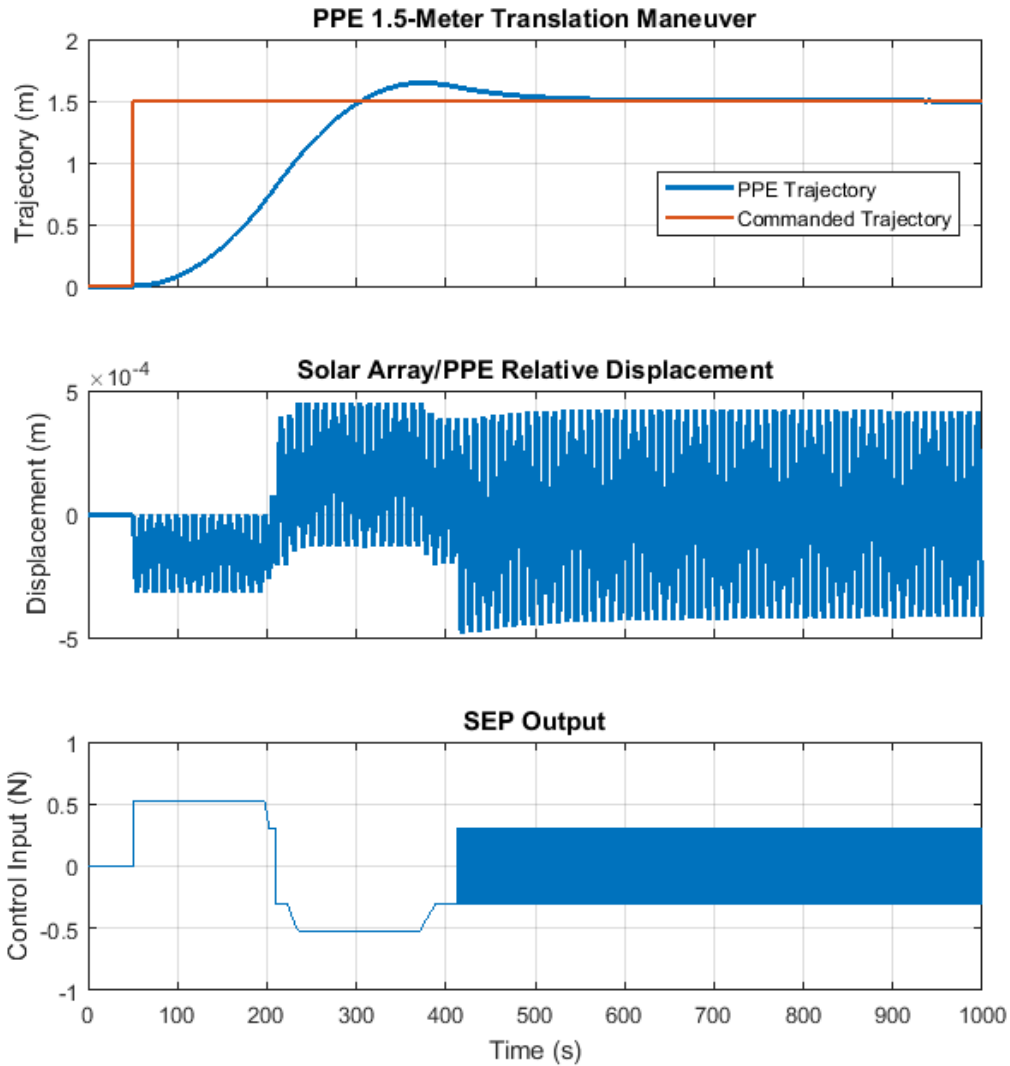 PPE 1.5-Meter Translation Maneuver
Trajectory (m)
2
1.5
1
0.5
0
PPE Trajectory
Commanded Trajectory
Solar Array/PPE Relative Displacement
× 10⁻⁴
Displacement (m)
5
0
-5
SEP Output
Control Input (N)
1
0.5
0
-0.5
-1
0 100 200 300 400 500 600 700 800 900 1000
Time (s)